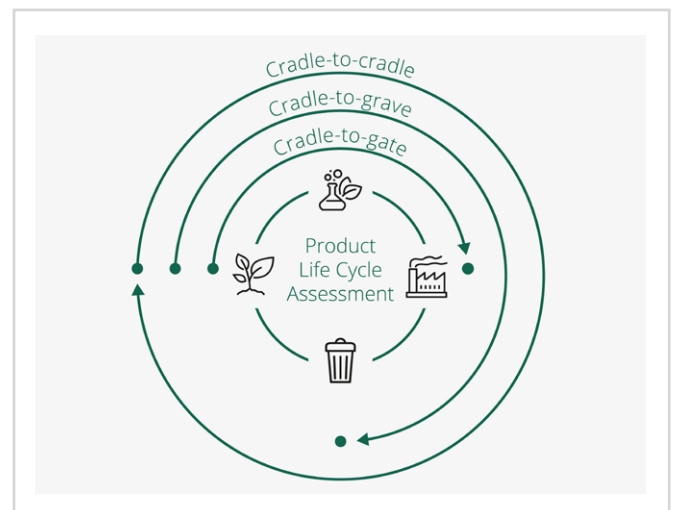 Cradle-to-cradle
Cradle-to-grave
Cradle-to-gate
Product
Life Cycle
Assessment